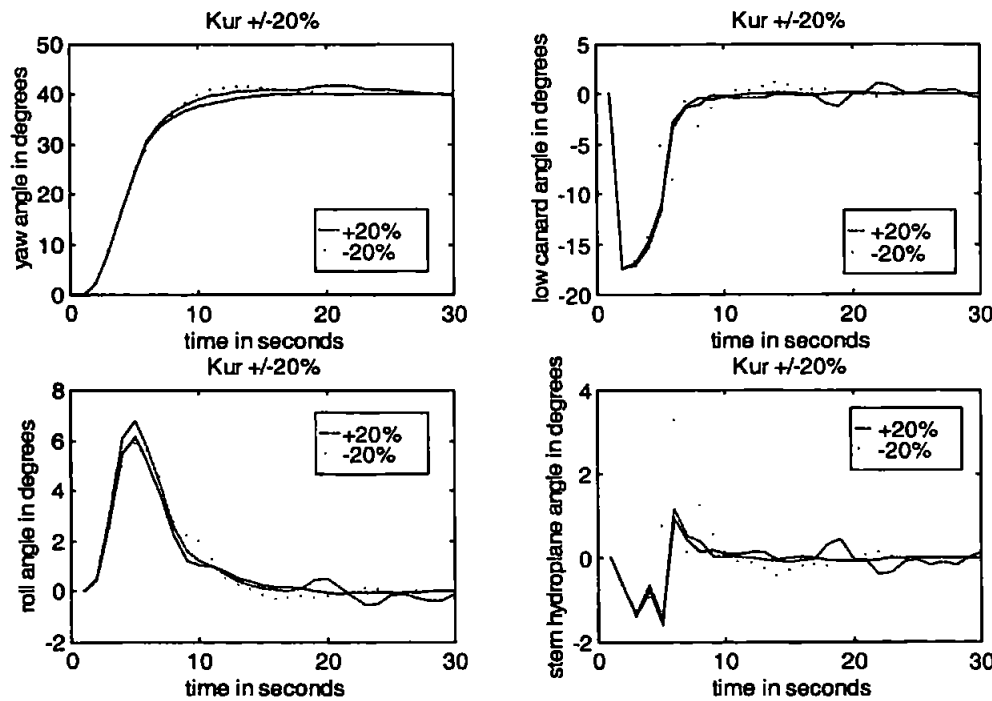 Kur +/-20%
yaw angle in degrees
50
40
30
20
10
0
+20%
-20%
0 10 20 30
time in seconds
Kur +/-20%
low canard angle in degrees
5
0
-5
-10
-15
-20
+20%
-20%
0 10 20 30
time in seconds
Kur +/-20%
roll angle in degrees
8
6
4
2
0
-2
+20%
-20%
0 10 20 30
time in seconds
Kur +/-20%
stern hydroplane angle in degrees
4
2
0
-2
+20%
-20%
0 10 20 30
time in seconds